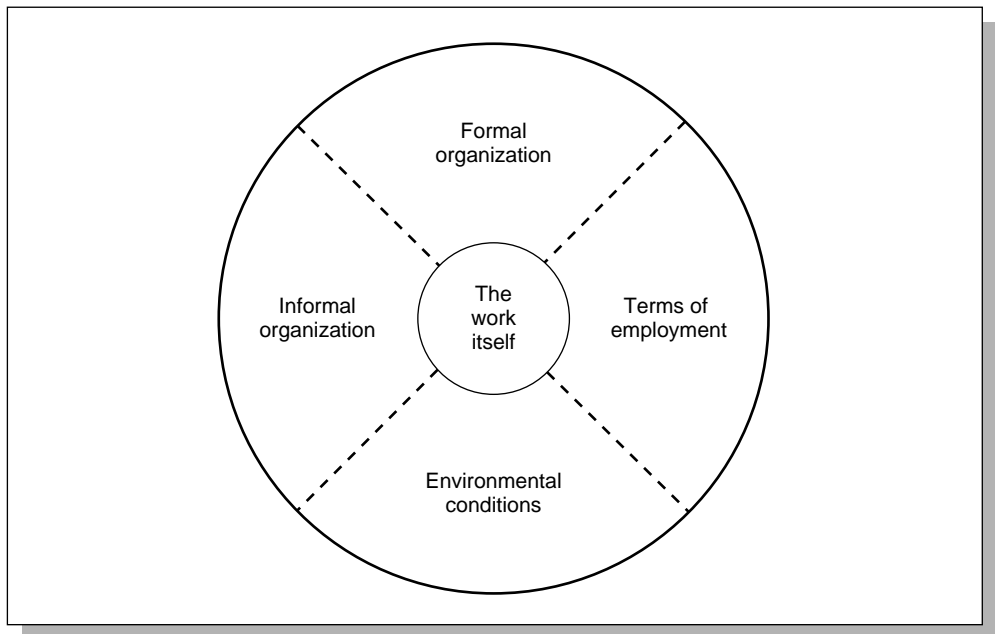 Formal
organization
Informal
organization
The
work
itself
Terms of
employment
Environmental
conditions